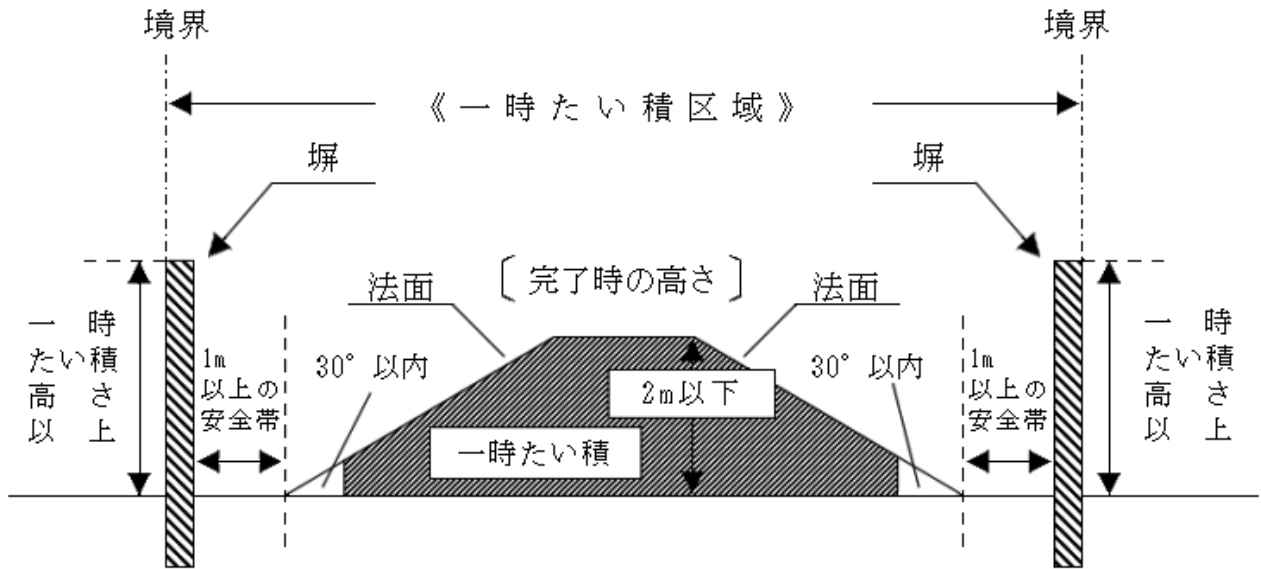 境界
境界
《一時たい積区域》
塀
塀
〔完了時の高さ〕
法面
法面
一時
たい積
高さ
以上
1m
以上の
安全帯
30°以内
2m以下
一時たい積
30°以内
1m
以上の
安全帯
一時
たい積
高さ
以上